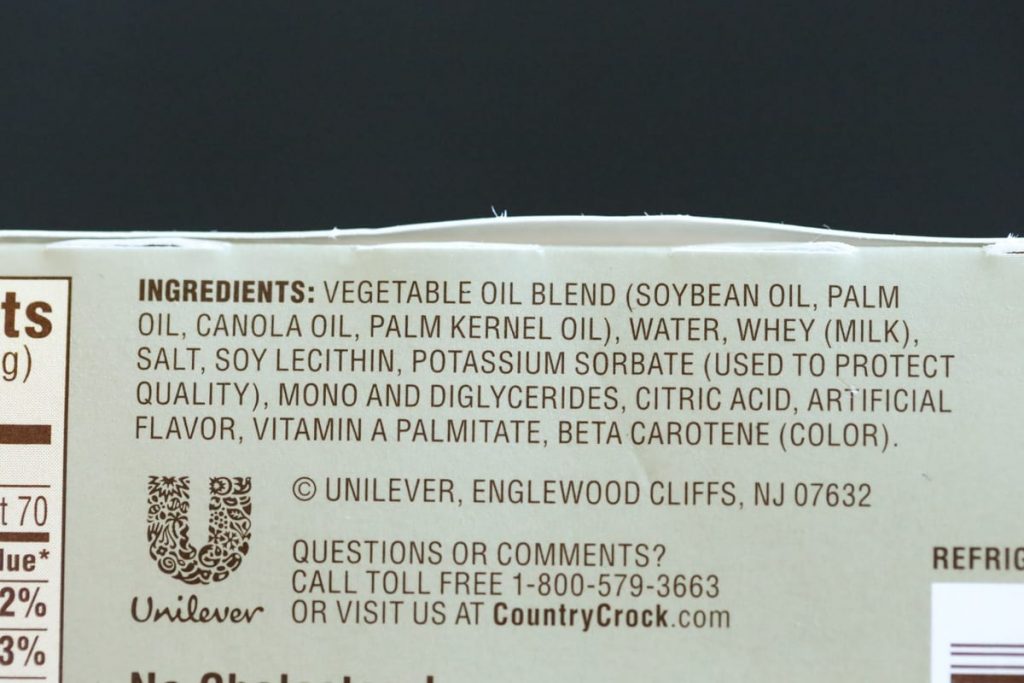 INGREDIENTS: VEGETABLE OIL BLEND (SOYBEAN OIL, PALM
OIL, CANOLA OIL, PALM KERNEL OIL), WATER, WHEY (MILK),
SALT, SOY LECITHIN, POTASSIUM SORBATE (USED TO PROTECT
QUALITY), MONO AND DIGLYCERIDES, CITRIC ACID, ARTIFICIAL
FLAVOR, VITAMIN A PALMITATE, BETA CAROTENE (COLOR).
© UNILEVER, ENGLEWOOD CLIFFS, NJ 07632
QUESTIONS OR COMMENTS?
CALL TOLL FREE 1-800-579-3663
OR VISIT US AT CountryCrock.com
Unilever
ts
g)
t 70
lue*
2%
3%
REFRIG